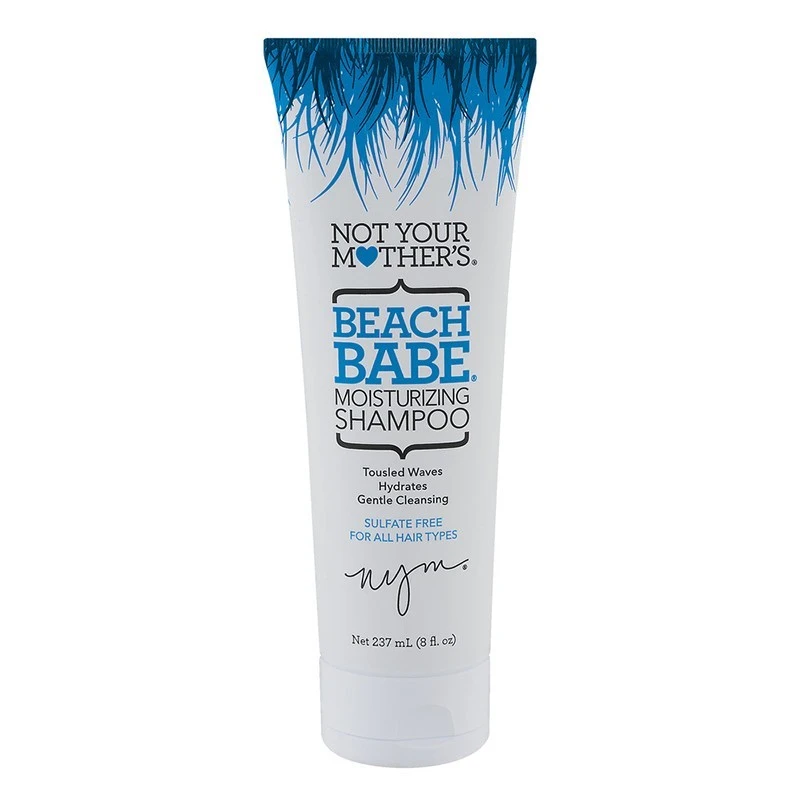 NOT YOUR
MOTHER'S®
BEACH
BABE®
MOISTURIZING
SHAMPOO
Tousled Waves
Hydrates
Gentle Cleansing
SULFATE FREE
FOR ALL HAIR TYPES
nym®
Net 237 mL (8 fl. oz)